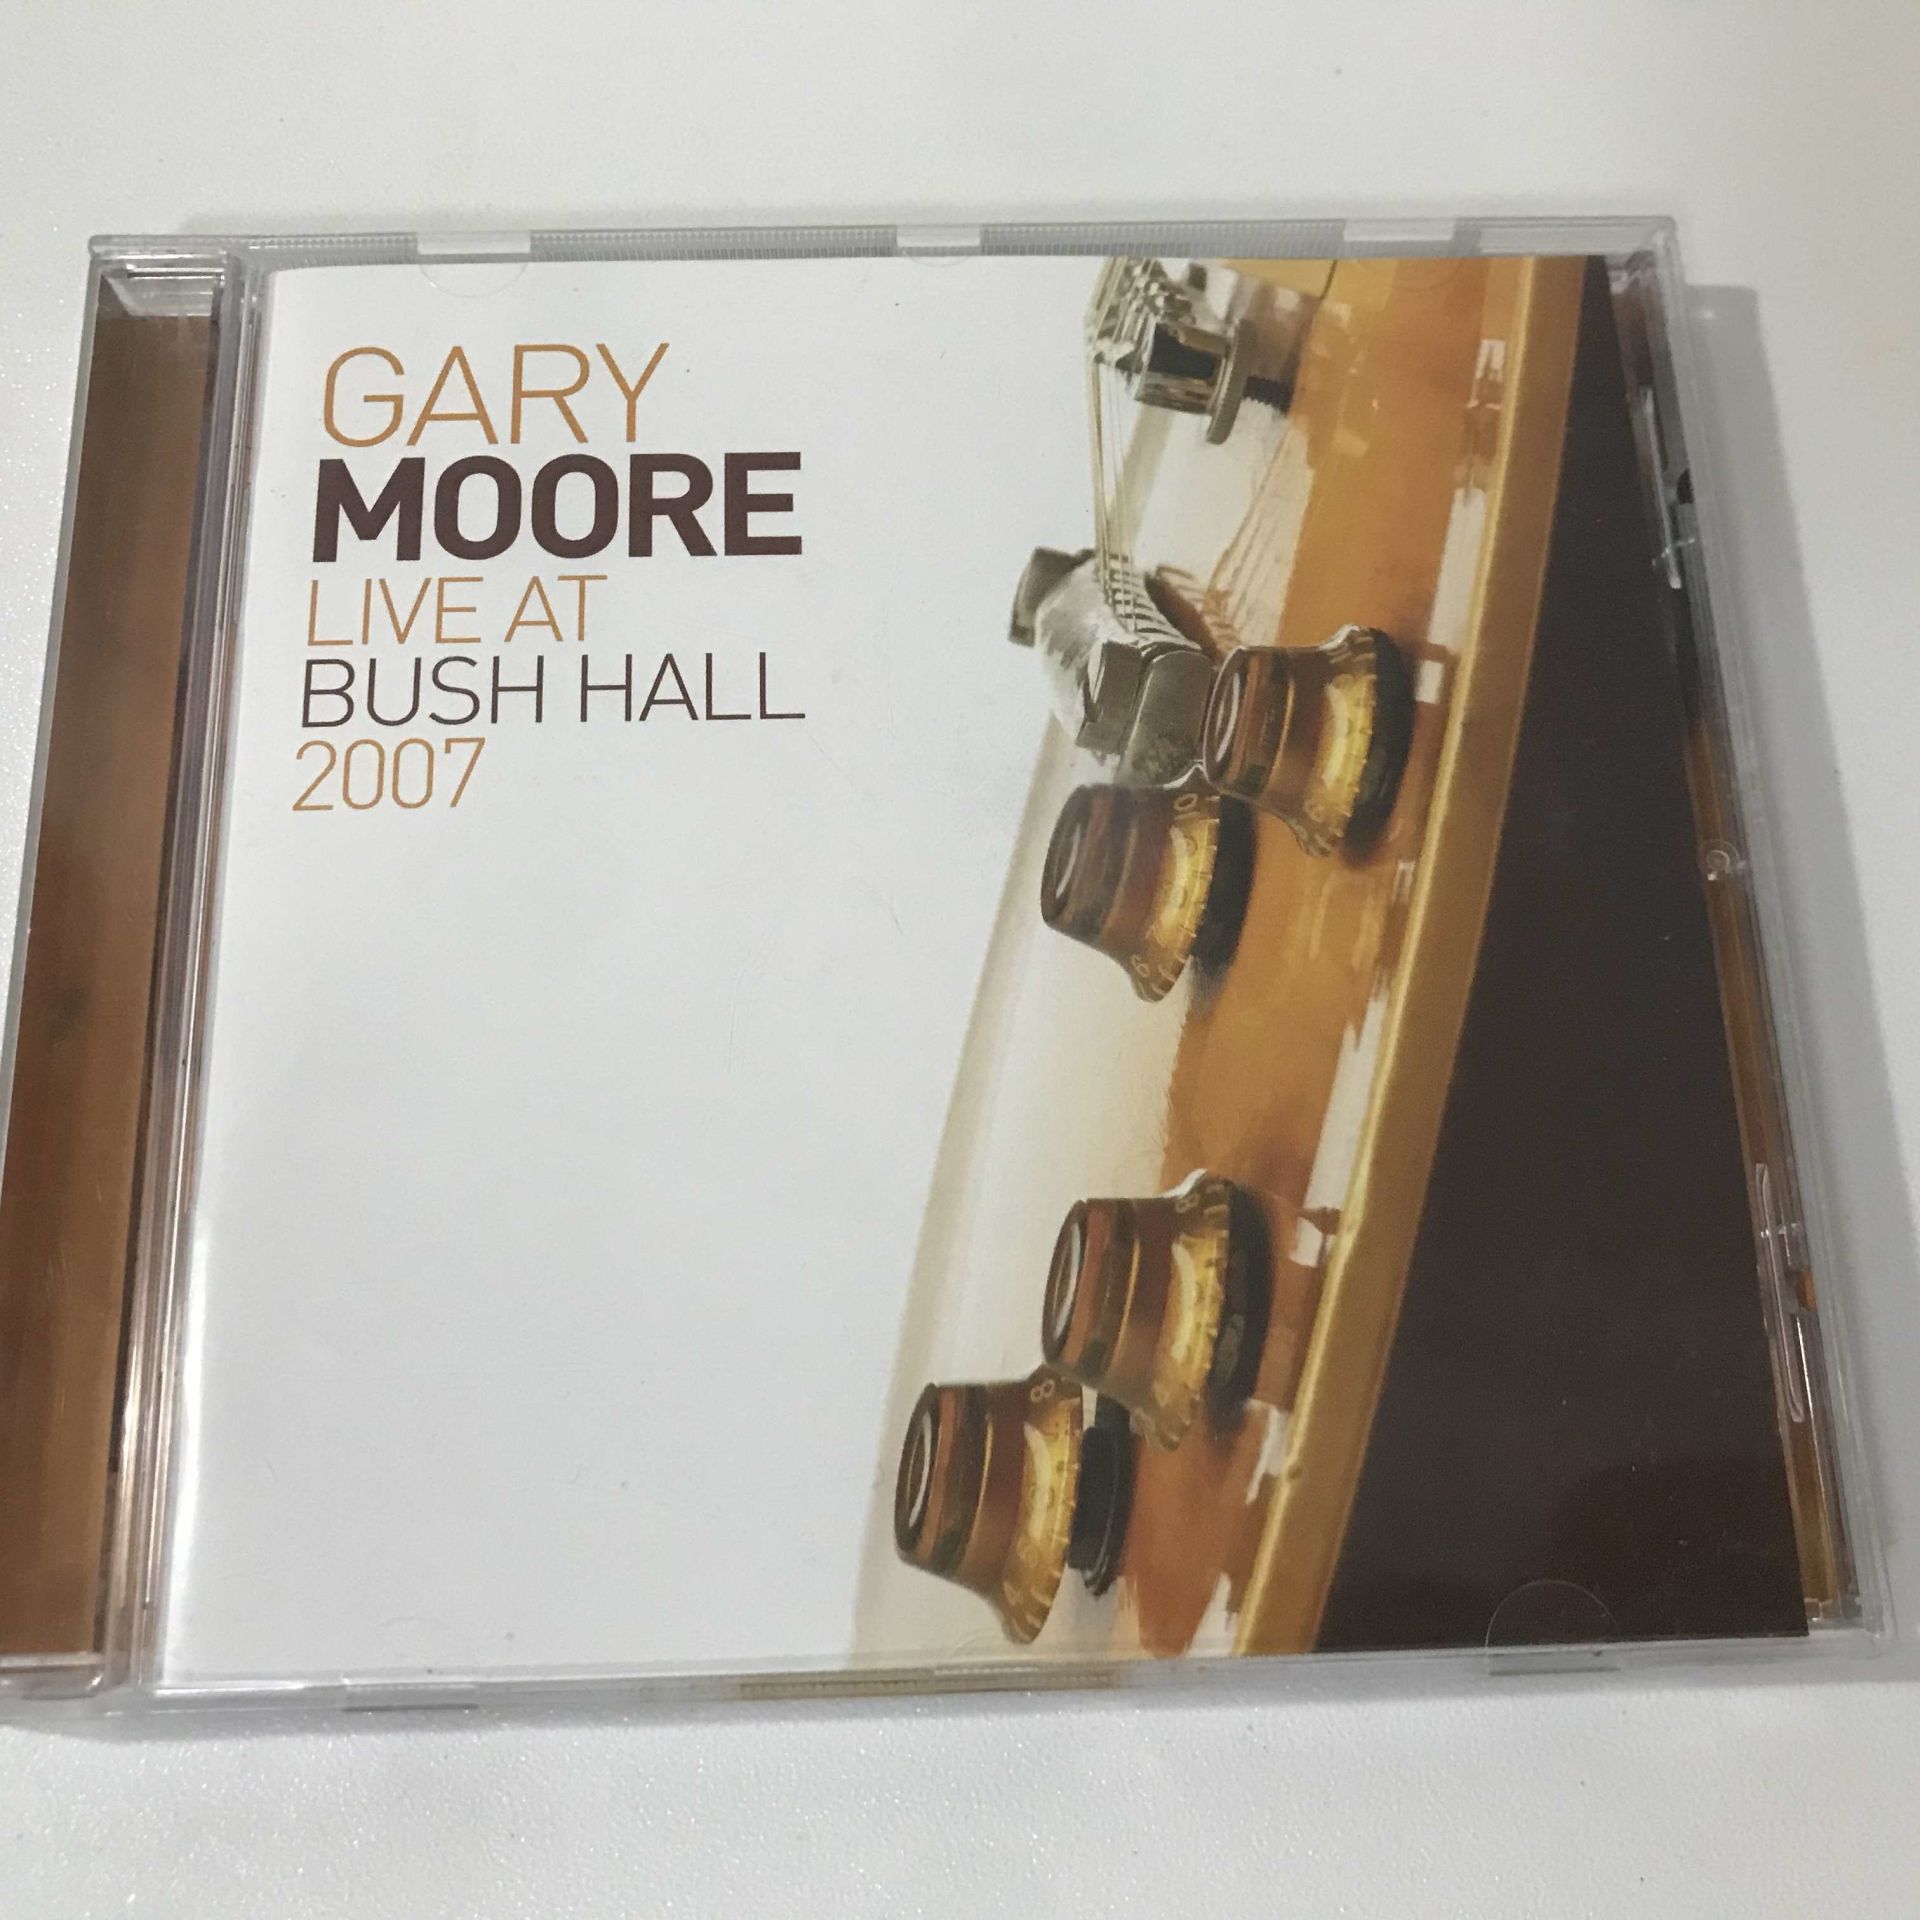 GARY
MOORE
LIVE AT
BUSH HALL
2007